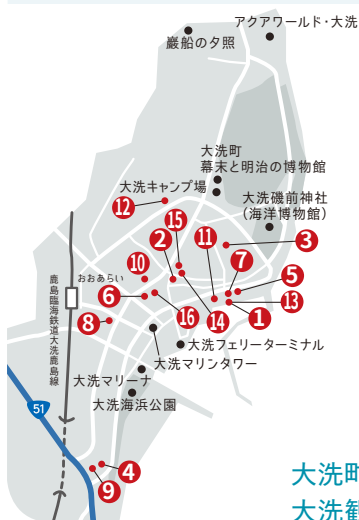 アクアワールド・大洗
巌船の夕照
大洗町
幕末と明治の博物館
大洗キャンプ場
大洗磯前神社
(海洋博物館)
12
15
3
2
11
10
7
5
おおあらい
鹿島臨海鉄道大洗鹿島線
6
16
14
1
13
8
大洗フェリーターミナル
大洗マリンタワー
大洗マリーナ
大洗海浜公園
51
4
9
大洗町
大洗観